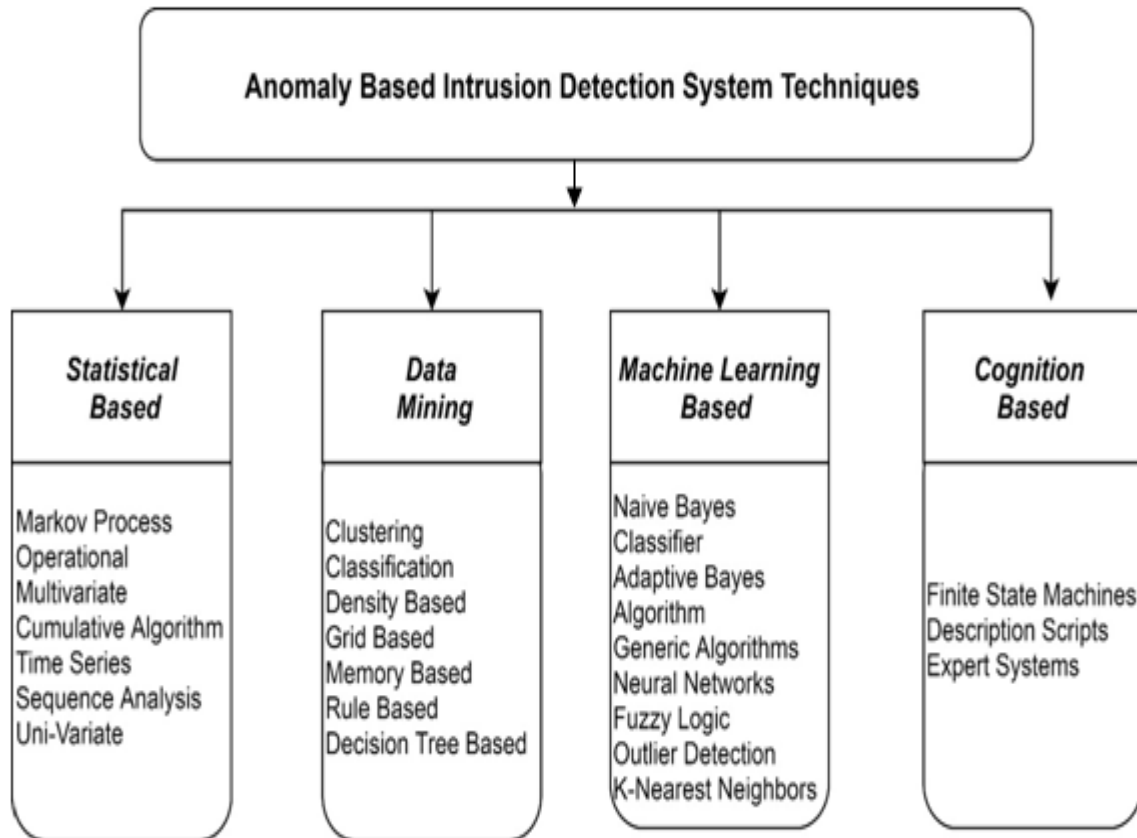 Anomaly Based Intrusion Detection System Techniques
Statistical
Based
Markov Process
Operational
Multivariate
Cumulative Algorithm
Time Series
Sequence Analysis
Uni-Variate
Data
Mining
Clustering
Classification
Density Based
Grid Based
Memory Based
Rule Based
Decision Tree Based
Machine Learning
Based
Naive Bayes
Classifier
Adaptive Bayes
Algorithm
Generic Algorithms
Neural Networks
Fuzzy Logic
Outlier Detection
K-Nearest Neighbors
Cognition
Based
Finite State Machines
Description Scripts
Expert Systems